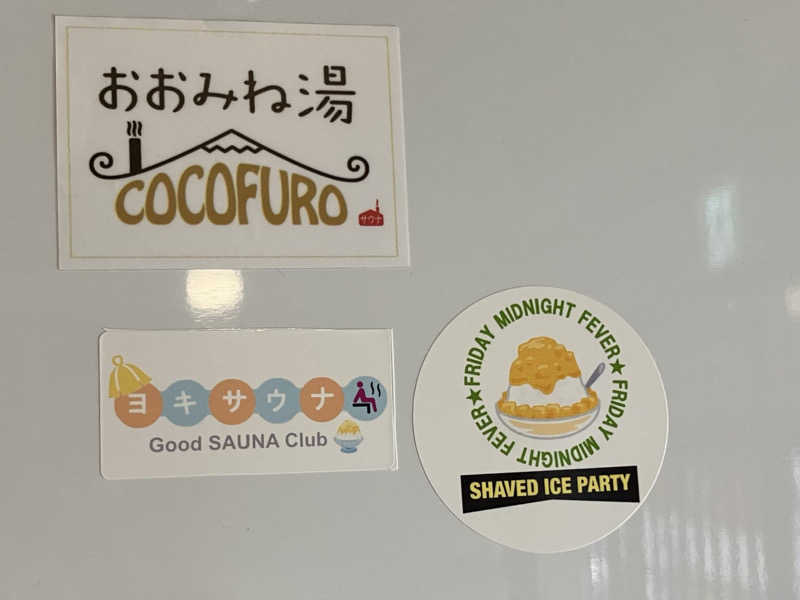 おおみね湯
COCOFURO
サウナ
ヨキサウナ
Good SAUNA Club
★FRIDAY MIDNIGHT FEVER★FRIDAY MIDNIGHT FEVER
SHAVED ICE PARTY